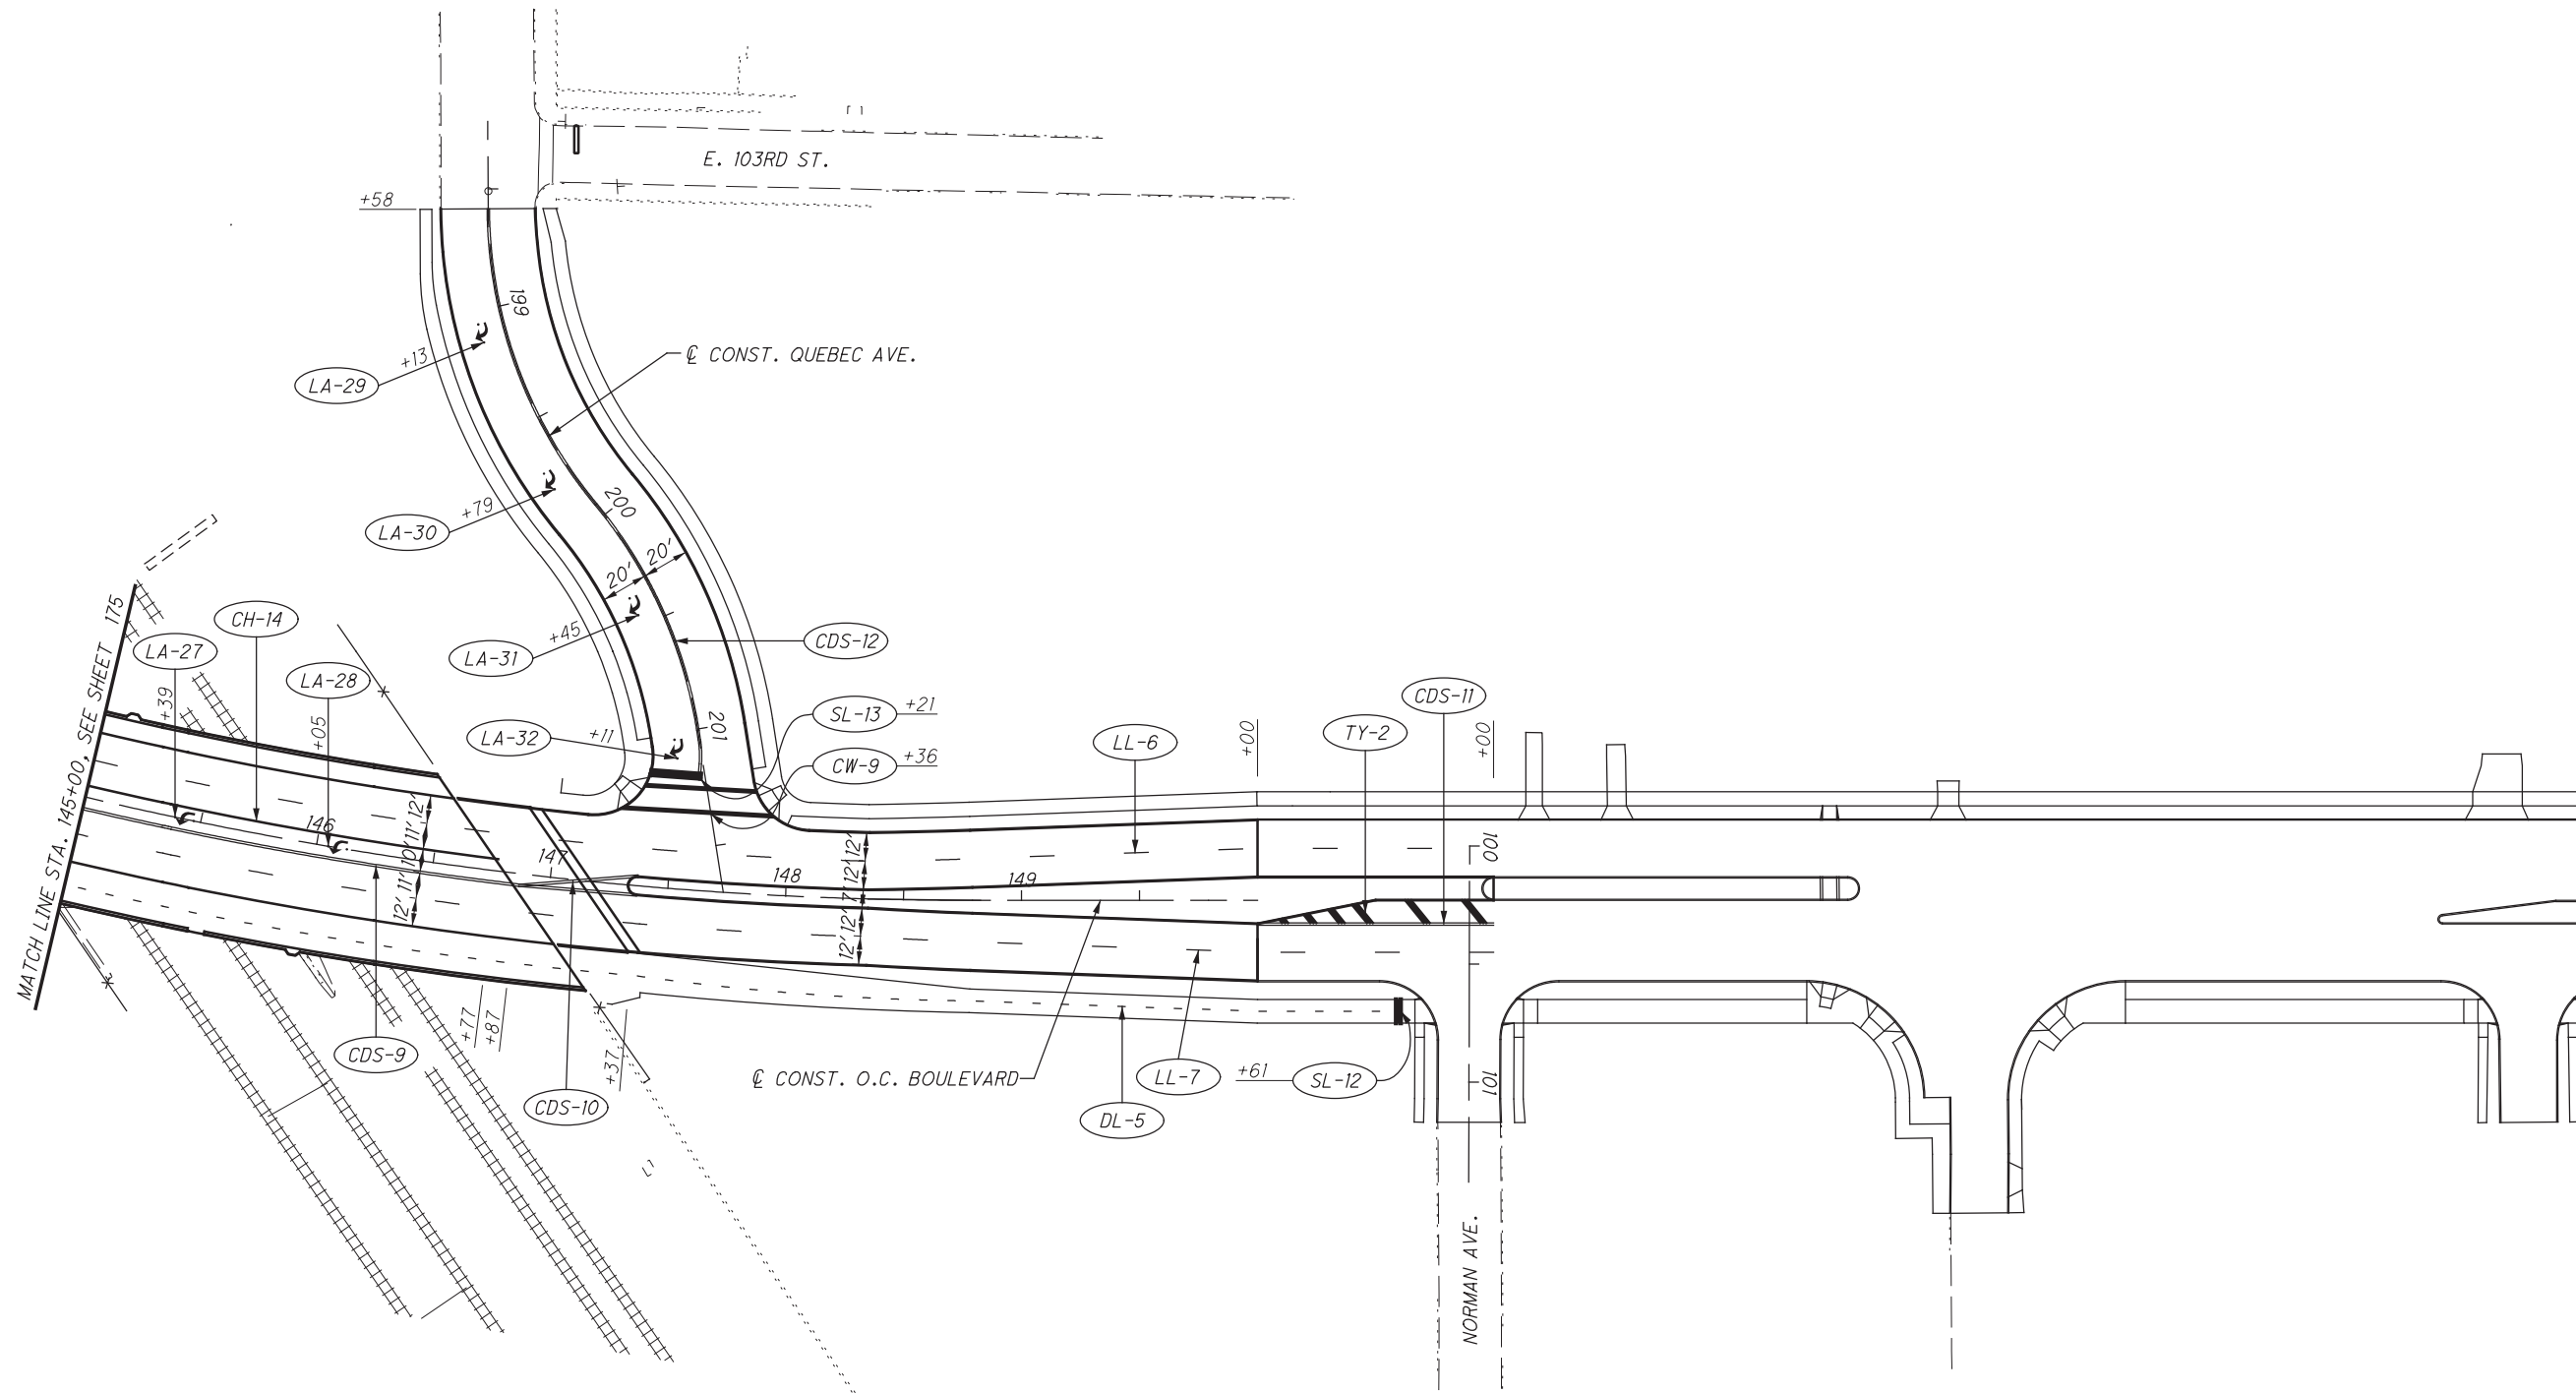 E. 103RD ST.
+58
199
+13
LA-29
℄ CONST. QUEBEC AVE.
+79
200
LA-30
20'
20'
175
MATCH LINE STA. 145+00, SEE SHEET
CH-14
LA-27
+39
LA-28
+05
+45
LA-31
CDS-12
SL-13
+21
201
LA-32
+11
CW-9
+36
LL-6
+00
TY-2
CDS-11
+00
146
12'
11'
10'
11'
12'
147
148
149
12'
12'
7'
12'
12'
100
+77
+87
CDS-9
+37
CDS-10
℄ CONST. O.C. BOULEVARD
DL-5
LL-7
+61
SL-12
101
NORMAN AVE.